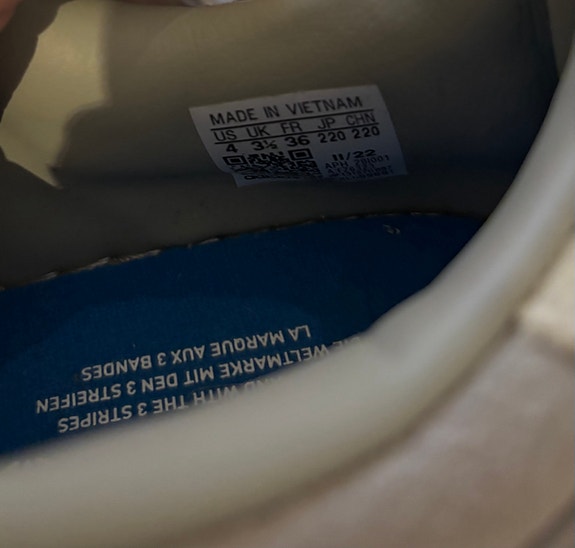 MADE IN VIETNAM
US UK FR JP CHN
4 3½ 36 220 220
11/22
LA MARQUE AUX 3 BANDES
DIE WELTMARKE MIT DEN 3 STREIFEN
WITH THE 3 STRIPES